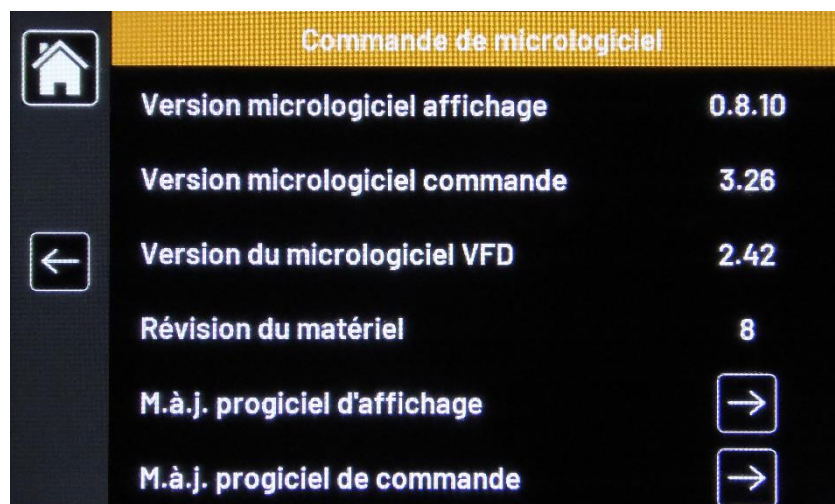 Commande de micrologiciel
Version micrologiciel affichage 0.8.10
Version micrologiciel commande 3.26
Version du micrologiciel VFD 2.42
Révision du matériel 8
M.à.j. progiciel d'affichage
M.à.j. progiciel de commande